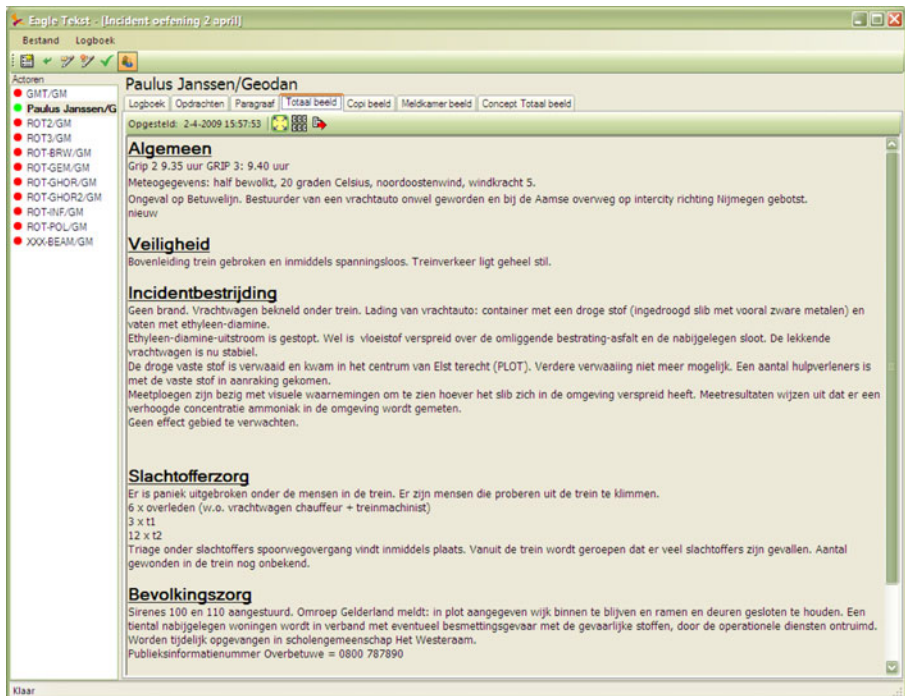 Eagle Tekst - [Incident oefening 2 april]
Bestand Logboek
Actoren
GMT/GM
Paulus Janssen/G
ROT2/GM
ROT3/GM
ROT-BRW/GM
ROT-GEM/GM
ROT-GHOR/GM
ROT-GHOR2/GM
ROT-INF/GM
ROT-POL/GM
XXX-BEAM/GM
Paulus Janssen/Geodan
Logboek Opdrachten Paragraaf Totaal beeld Copi beeld Meldkamer beeld Concept Totaal beeld
Opgesteld: 2-4-2009 15:57:53
Algemeen
Grip 2 9.35 uur GRIP 3: 9.40 uur
Meteogegevens: half bewolkt, 20 graden Celsius, noordoostenwind, windkracht 5.
Ongeval op Betuwelijn. Bestuurder van een vrachtauto onwel geworden en bij de Aamse overweg op intercity richting Nijmegen gebotst.
nieuw
Veiligheid
Bovenleiding trein gebroken en inmiddels spanningsloos. Treinverkeer ligt geheel stil.
Incidentbestrijding
Geen brand. Vrachtwagen bekneld onder trein. Lading van vrachtauto: container met een droge stof (ingedroogd slib met vooral zware metalen) en
vaten met ethyleen-diamine.
Ethyleen-diamine-uitstroom is gestopt. Wel is vloeistof verspreid over de omliggende bestrating-asfalt en de nabijgelegen sloot. De lekkende
vrachtwagen is nu stabiel.
De droge vaste stof is verwaaid en kwam in het centrum van Elst terecht (PLOT). Verdere verwaaiing niet meer mogelijk. Een aantal hulpverleners is
met de vaste stof in aanraking gekomen.
Meetploegen zijn bezig met visuele waarnemingen om te zien hoever het slib zich in de omgeving verspreid heeft. Meetresultaten wijzen uit dat er een
verhoogde concentratie ammoniak in de omgeving wordt gemeten.
Geen effect gebied te verwachten.
Slachtofferzorg
Er is paniek uitgebroken onder de mensen in de trein. Er zijn mensen die proberen uit de trein te klimmen.
6 x overleden (w.o. vrachtwagen chauffeur + treinmachinist)
3 x t1
12 x t2
Triage onder slachtoffers spoorwegovergang vindt inmiddels plaats. Vanuit de trein wordt geroepen dat er veel slachtoffers zijn gevallen. Aantal
gewonden in de trein nog onbekend.
Bevolkingszorg
Sirenes 100 en 110 aangestuurd. Omroep Gelderland meldt: in plot aangegeven wijk binnen te blijven en ramen en deuren gesloten te houden. Een
tiental nabijgelegen woningen wordt in verband met eventueel besmettingsgevaar met de gevaarlijke stoffen, door de operationele diensten ontruimd.
Worden tijdelijk opgevangen in scholengemeenschap Het Westeraam.
Publieksinformatienummer Overbetuwe = 0800 787890
Klaar